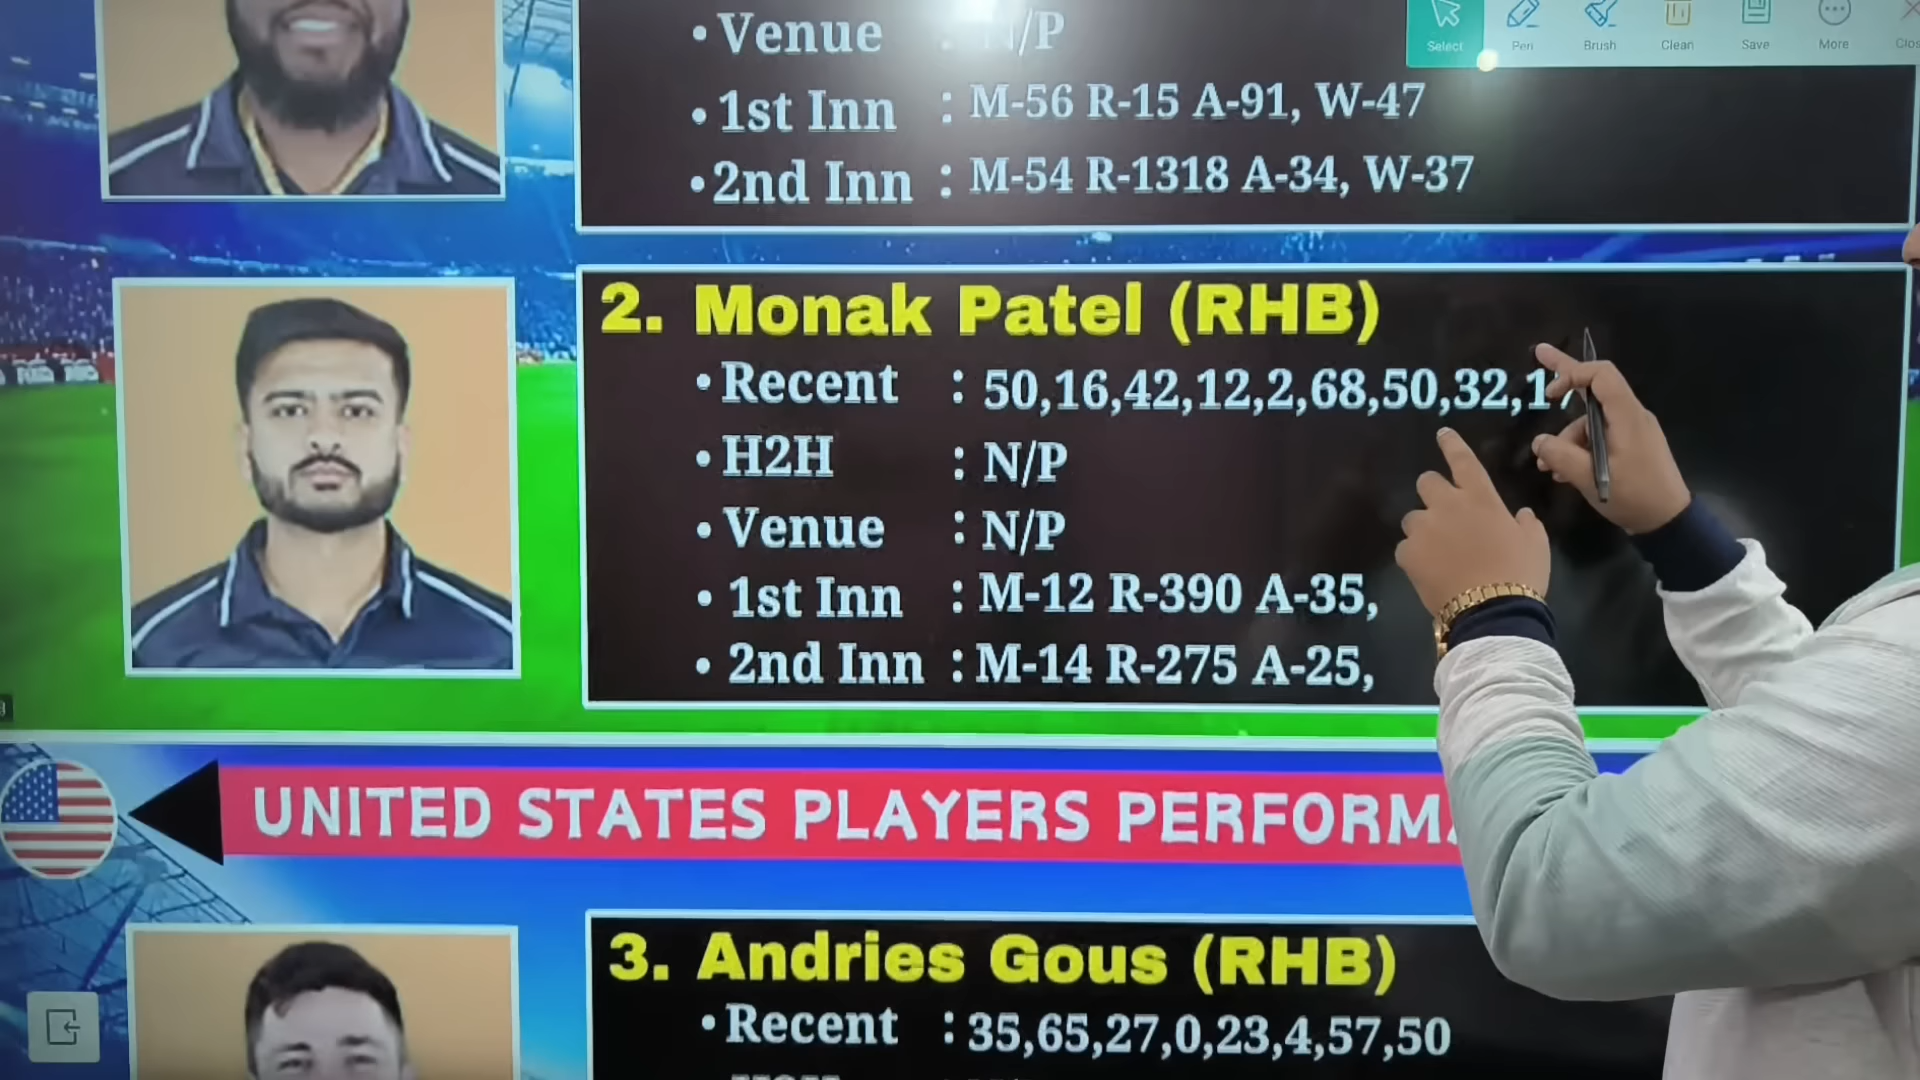 • Venue : N/P
Select Pen Brush Clean Save More
• 1st Inn : M-56 R-15 A-91, W-47
• 2nd Inn : M-54 R-1318 A-34, W-37
2. Monak Patel (RHB)
• Recent : 50,16,42,12,2,68,50,32,17
• H2H : N/P
• Venue : N/P
• 1st Inn : M-12 R-390 A-35,
• 2nd Inn : M-14 R-275 A-25,
UNITED STATES PLAYERS
3. Andries Gous (RHB)
• Recent : 35,65,27,0,23,4,57,50